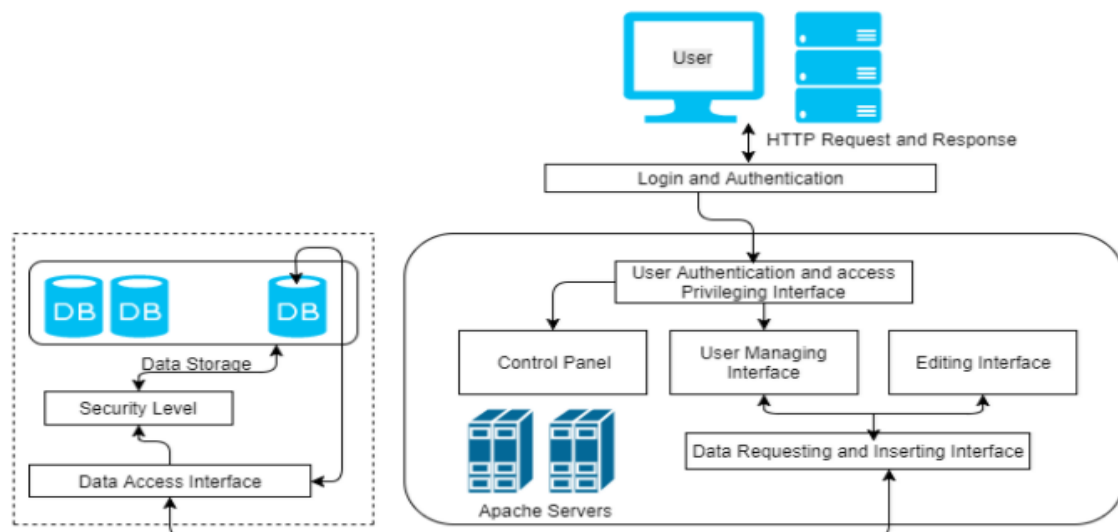 User
HTTP Request and Response
Login and Authentication
User Authentication and access
Privileging Interface
Control Panel
User Managing
Interface
Editing Interface
Data Requesting and Inserting Interface
Apache Servers
DB
DB
DB
Data Storage
Security Level
Data Access Interface